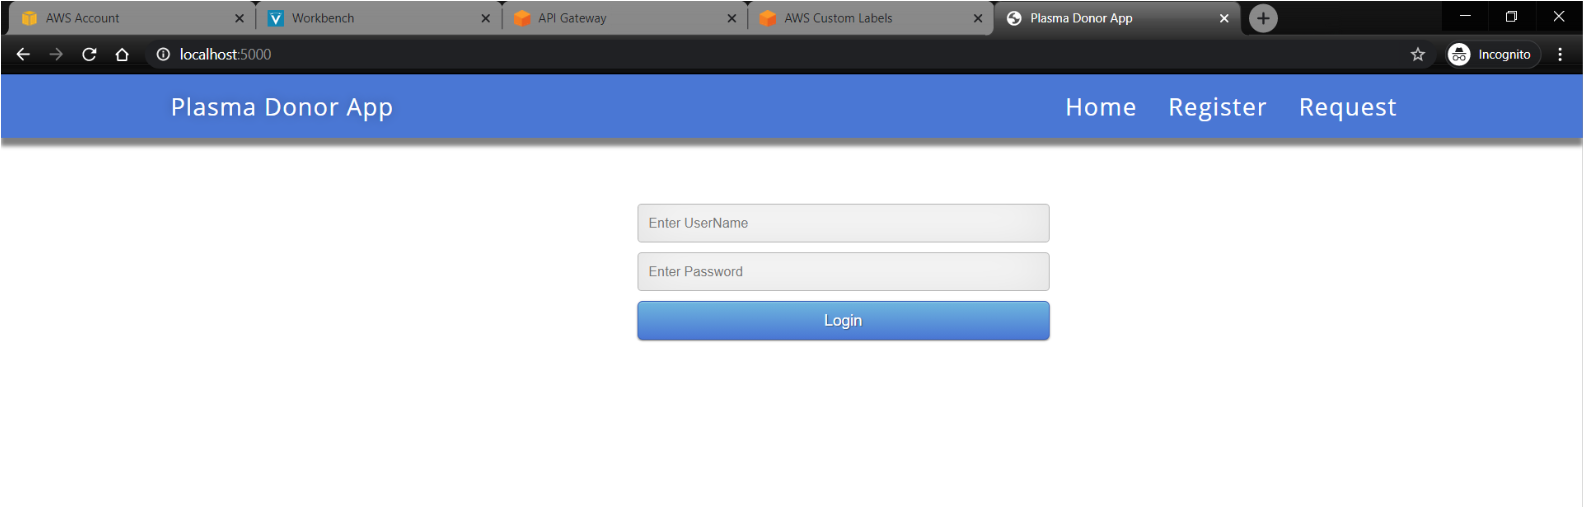 AWS Account Workbench API Gateway AWS Custom Labels Plasma Donor App
localhost:5000 Incognito
Plasma Donor App Home Register Request
Enter UserName
Enter Password
Login